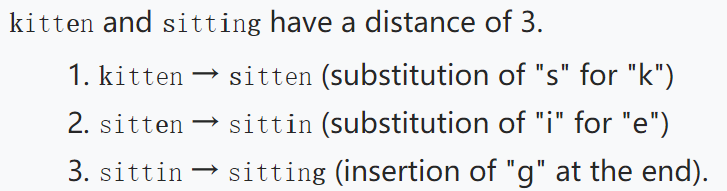 kitten and sitting have a distance of 3.
1. kitten → sitten (substitution of "s" for "k")
2. sitten → sittin (substitution of "i" for "e")
3. sittin → sitting (insertion of "g" at the end).